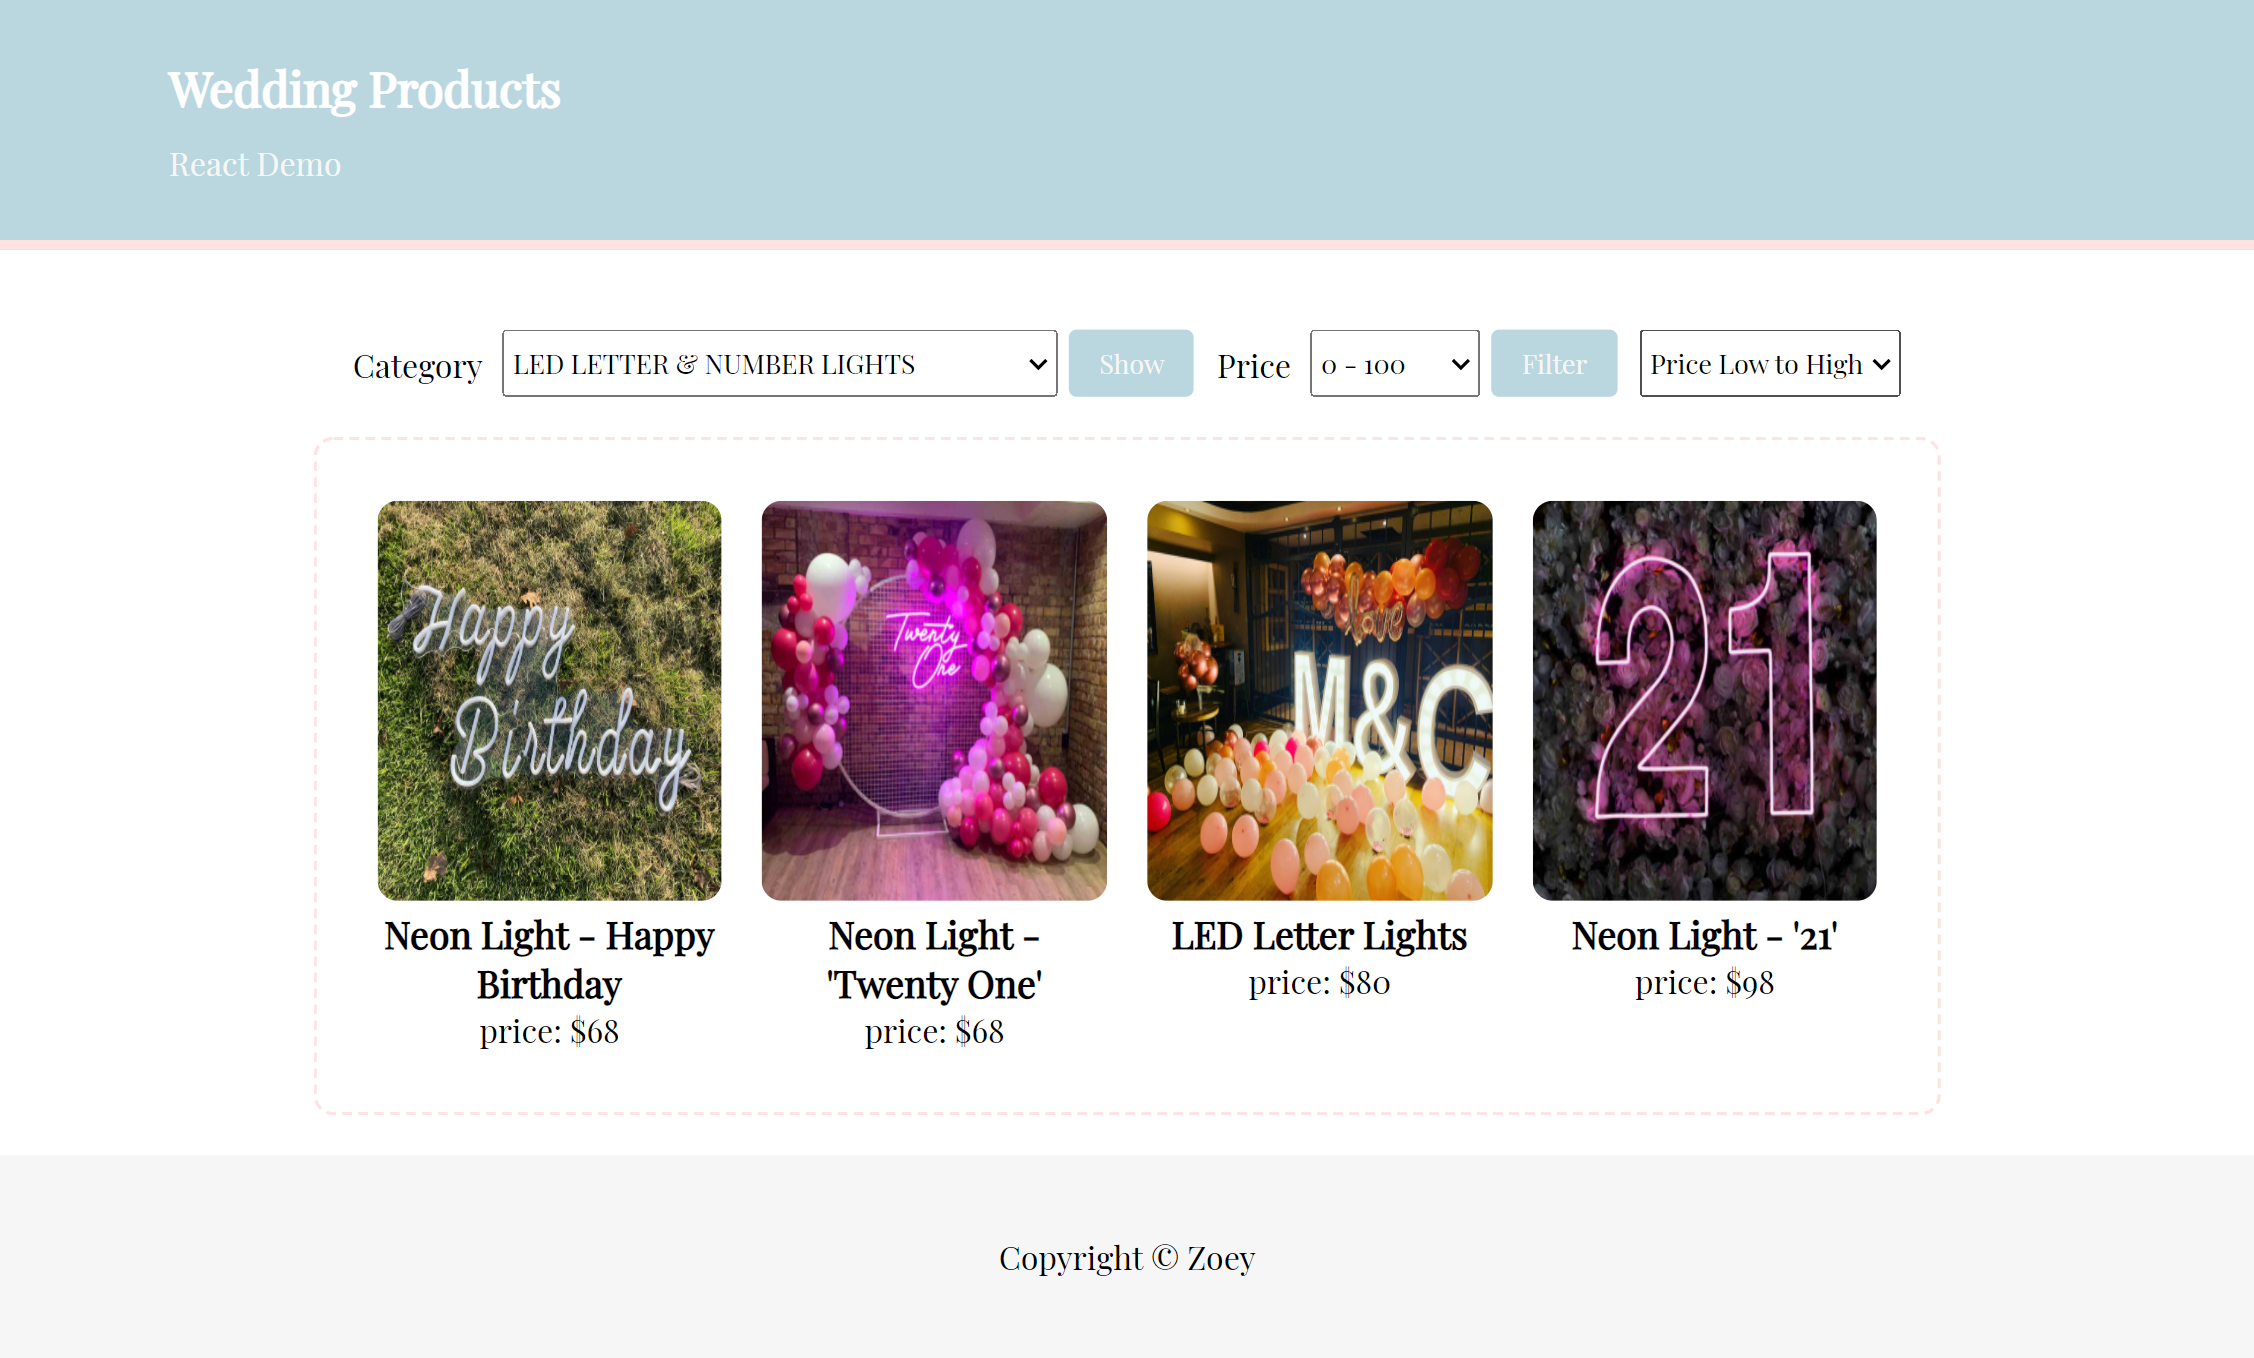 Wedding Products
React Demo
Category LED LETTER & NUMBER LIGHTS Show Price 0 - 100 Filter Price Low to High
Happy
Birthday
Twenty
One
love
M&C
21
Neon Light - Happy
Birthday
price: $68
Neon Light -
'Twenty One'
price: $68
LED Letter Lights
price: $80
Neon Light - '21'
price: $98
Copyright © Zoey